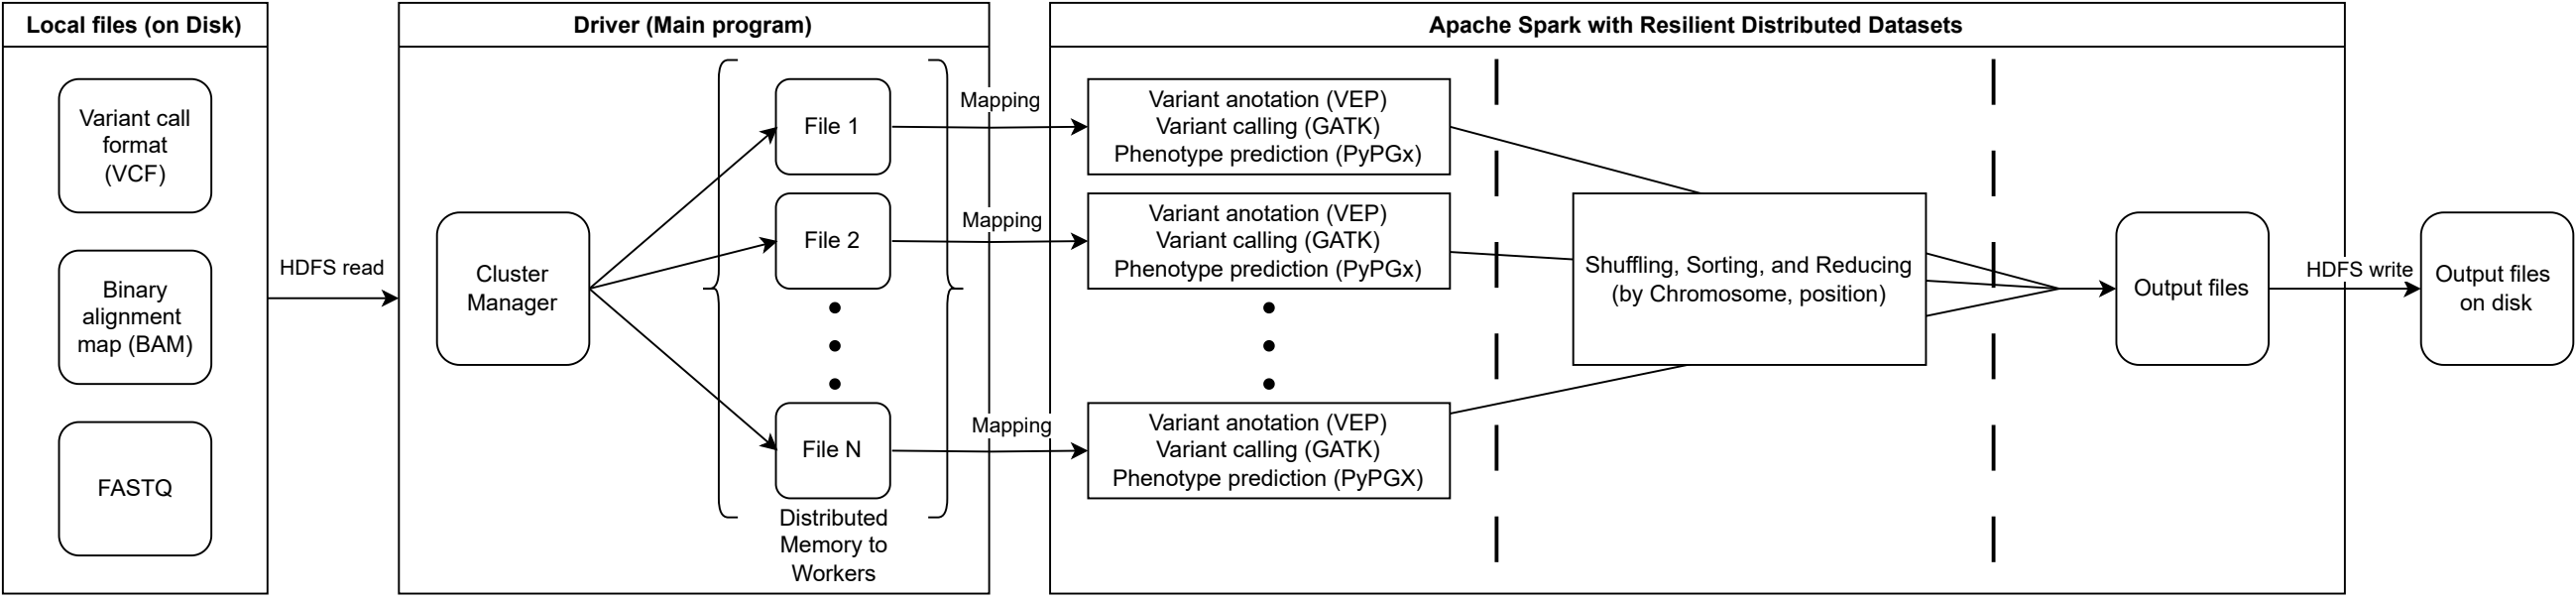 Local files (on Disk)
Variant call
format
(VCF)
Binary
alignment
map (BAM)
FASTQ
HDFS read
Driver (Main program)
Cluster
Manager
File 1
File 2
File N
Distributed
Memory to
Workers
Mapping
Mapping
Mapping
Apache Spark with Resilient Distributed Datasets
Variant anotation (VEP)
Variant calling (GATK)
Phenotype prediction (PyPGx)
Variant anotation (VEP)
Variant calling (GATK)
Phenotype prediction (PyPGx)
Variant anotation (VEP)
Variant calling (GATK)
Phenotype prediction (PyPGX)
Shuffling, Sorting, and Reducing
(by Chromosome, position)
Output files
HDFS write
Output files
on disk